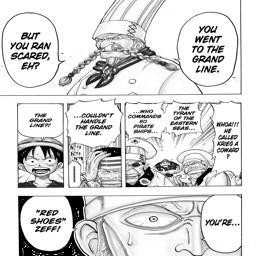 YOU
WENT TO
THE GRAND
LINE.
BUT
YOU RAN
SCARED,
EH?
WHOA!!!
HE
CALLED
KRIEG A
COWARD
?
THE
TYRANT OF
THE
EASTERN
SEAS...
...WHO
COMMANDS
SO
PIRATE
SHIPS...
...COULDN'T
HANDLE
THE
GRAND LINE.
THE
GRAND
LINE?!
YOU'RE...
"RED
SHOES"
ZEFF!